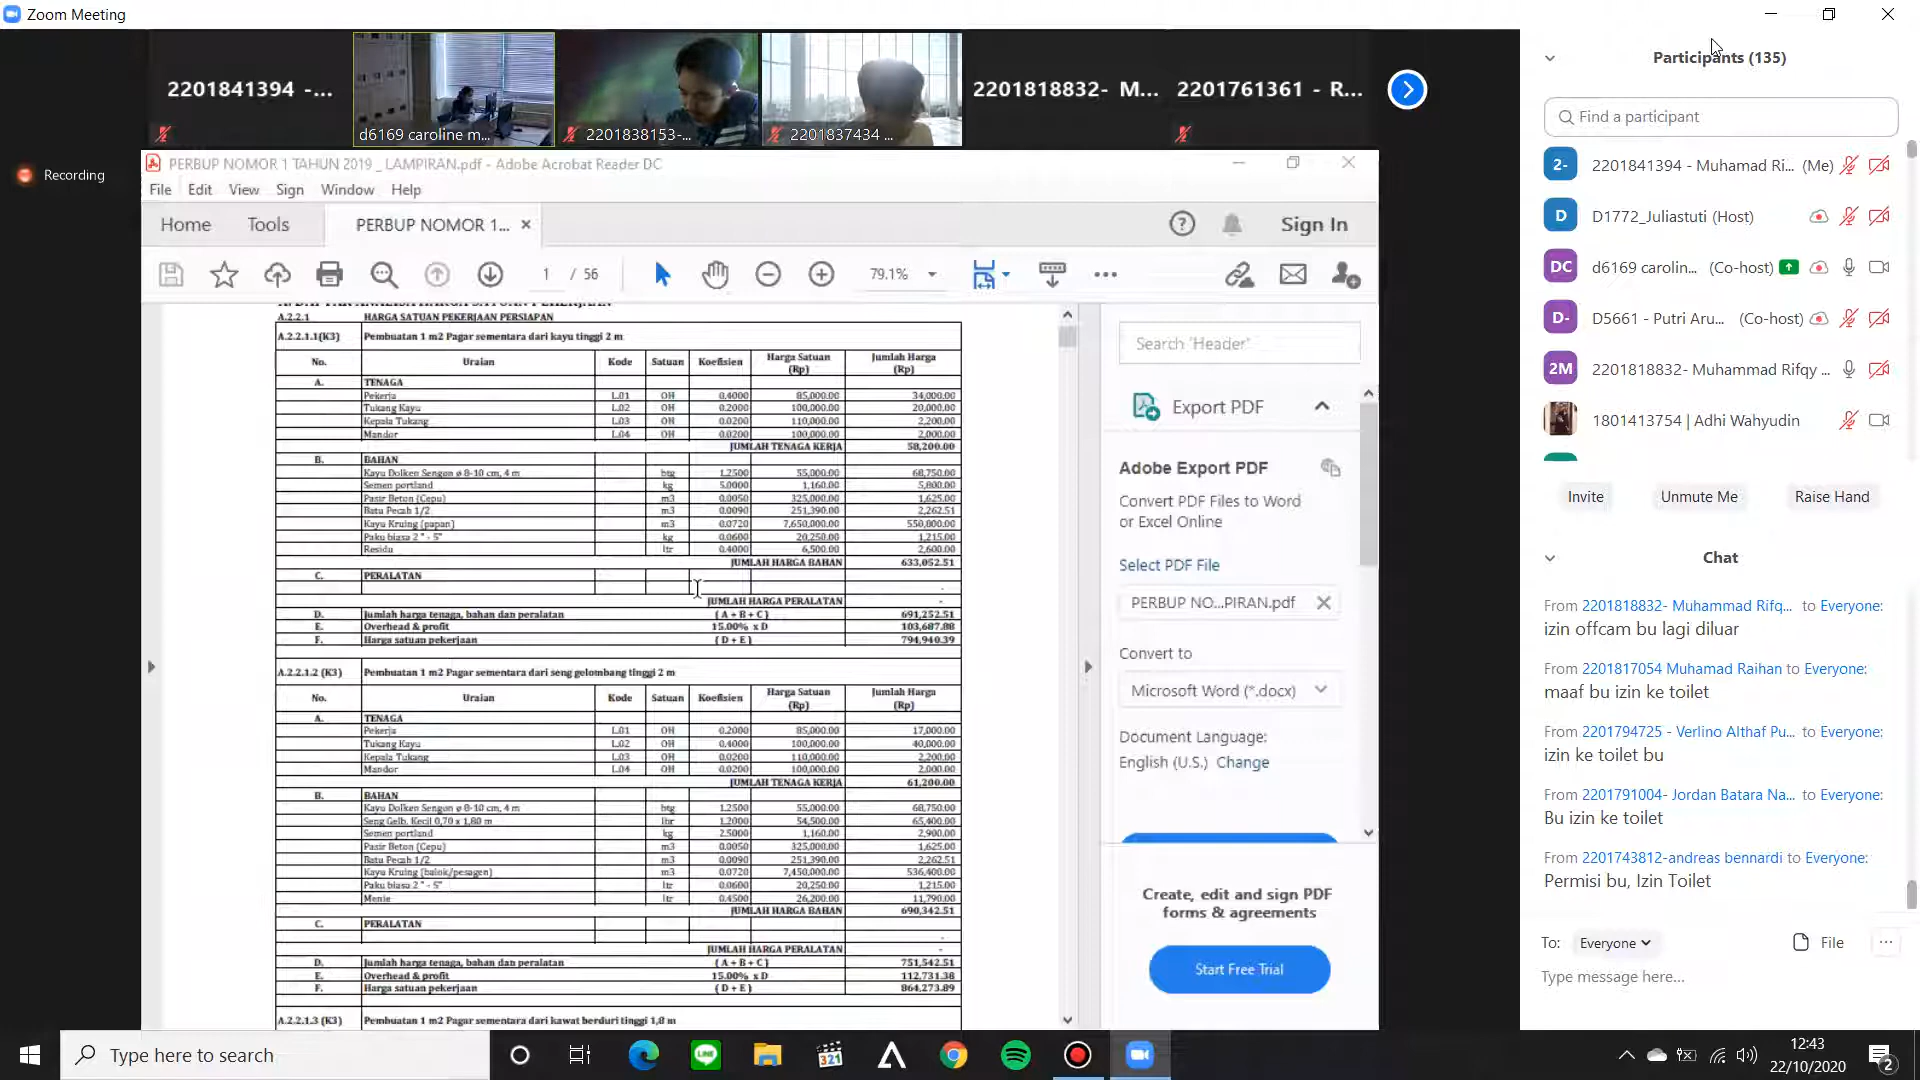 Zoom Meeting
2201841394 -...
d6169 caroline m...
2201838153-...
2201837434 ...
2201818832- M...
2201761361 - R...
Recording
PERBUP NOMOR 1 TAHUN 2019 _ LAMPIRAN.pdf - Adobe Acrobat Reader DC
File Edit View Sign Window Help
Home Tools PERBUP NOMOR 1... Sign In
1 / 56 79.1%
A.2.2.1 HARGA SATUAN PEKERJAAN PERSIAPAN
A.2.2.1.1(K3) Pembuatan 1 m2 Pagar sementara dari kayu tinggi 2 m
No. Uraian Kode Satuan Koefisien Harga Satuan (Rp) Jumlah Harga (Rp)
A. TENAGA
Pekerja L.01 OH 0.4000 85,000.00 34,000.00
Tukang Kayu L.02 OH 0.2000 100,000.00 20,000.00
Kepala Tukang L.03 OH 0.0200 110,000.00 2,200.00
Mandor L.04 OH 0.0200 100,000.00 2,000.00
JUMLAH TENAGA KERJA 58,200.00
B. BAHAN
Kayu Dolken Sengon ø 8-10 cm, 4 m btg 1.2500 55,000.00 68,750.00
Semen portland kg 5.0000 1,160.00 5,800.00
Pasir Beton (Cepu) m3 0.0050 325,000.00 1,625.00
Batu Pecah 1/2 m3 0.0090 251,390.00 2,262.51
Kayu Kruing (papan) m3 0.0720 7,650,000.00 550,800.00
Paku biasa 2 " - 5" kg 0.0600 20,250.00 1,215.00
Residu ltr 0.4000 6,500.00 2,600.00
JUMLAH HARGA BAHAN 633,052.51
C. PERALATAN
-
JUMLAH HARGA PERALATAN -
D. Jumlah harga tenaga, bahan dan peralatan ( A + B + C ) 691,252.51
E. Overhead & profit 15.00% x D 103,687.88
F. Harga satuan pekerjaan ( D + E ) 794,940.39
A.2.2.1.2 (K3) Pembuatan 1 m2 Pagar sementara dari seng gelombang tinggi 2 m
No. Uraian Kode Satuan Koefisien Harga Satuan (Rp) Jumlah Harga (Rp)
A. TENAGA
Pekerja L.01 OH 0.2000 85,000.00 17,000.00
Tukang Kayu L.02 OH 0.4000 100,000.00 40,000.00
Kepala Tukang L.03 OH 0.0200 110,000.00 2,200.00
Mandor L.04 OH 0.0200 100,000.00 2,000.00
JUMLAH TENAGA KERJA 61,200.00
B. BAHAN
Kayu Dolken Sengon ø 8-10 cm, 4 m btg 1.2500 55,000.00 68,750.00
Seng Gelb. Kecil 0,70 x 1,80 m lbr 1.2000 54,500.00 65,400.00
Semen portland kg 2.5000 1,160.00 2,900.00
Pasir Beton (Cepu) m3 0.0050 325,000.00 1,625.00
Batu Pecah 1/2 m3 0.0090 251,390.00 2,262.51
Kayu Kruing (balok/pesagen) m3 0.0720 7,450,000.00 536,400.00
Paku biasa 2 " - 5" ltr 0.0600 20,250.00 1,215.00
Menie ltr 0.4500 26,200.00 11,790.00
JUMLAH HARGA BAHAN 690,342.51
C. PERALATAN
-
JUMLAH HARGA PERALATAN -
D. Jumlah harga tenaga, bahan dan peralatan ( A + B + C ) 751,542.51
E. Overhead & profit 15.00% x D 112,731.38
F. Harga satuan pekerjaan ( D + E ) 864,273.89
A.2.2.1.3 (K3) Pembuatan 1 m2 Pagar sementara dari kawat berduri tinggi 1,8 m
Search 'Header'
Export PDF
Adobe Export PDF
Convert PDF Files to Word
or Excel Online
Select PDF File
PERBUP NO...PIRAN.pdf
Convert to
Microsoft Word (*.docx)
Document Language:
English (U.S.) Change
Create, edit and sign PDF
forms & agreements
Start Free Trial
Participants (135)
Find a participant
2- 2201841394 - Muhamad Ri... (Me)
D D1772_Juliastuti (Host)
DC d6169 carolin... (Co-host)
D- D5661 - Putri Aru... (Co-host)
2M 2201818832- Muhammad Rifqy ...
1801413754 | Adhi Wahyudin
Invite Unmute Me Raise Hand
Chat
From 2201818832- Muhammad Rifq... to Everyone:
izin offcam bu lagi diluar
From 2201817054 Muhamad Raihan to Everyone:
maaf bu izin ke toilet
From 2201794725 - Verlino Althaf Pu... to Everyone:
izin ke toilet bu
From 2201791004- Jordan Batara Na... to Everyone:
Bu izin ke toilet
From 2201743812-andreas bennardi to Everyone:
Permisi bu, Izin Toilet
To: Everyone File
Type message here...
Type here to search
LINE
321
12:43
22/10/2020
2